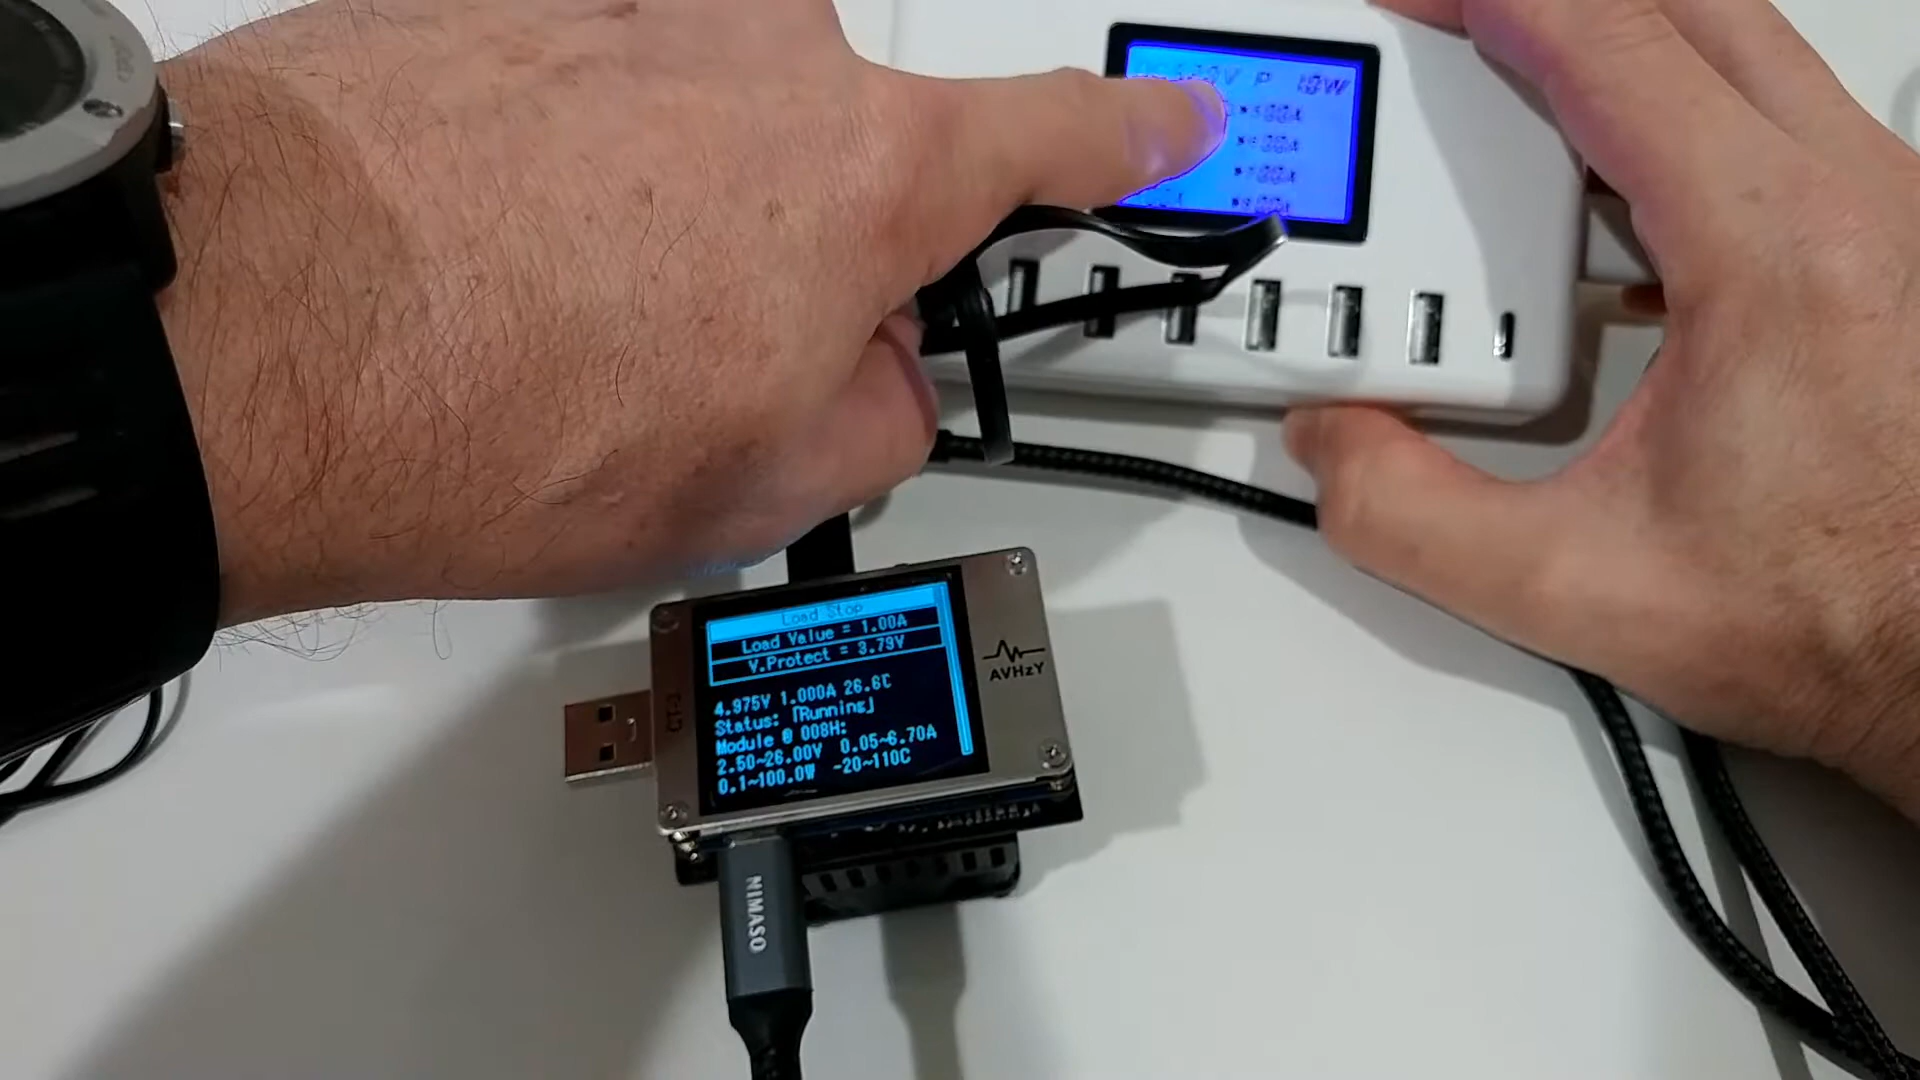 P 10W
Load Stop
Load Value = 1.00A
V.Protect = 3.79V
4.975V 1.000A 26.6C
Status: 「Running」
Module @ 008H:
2.50~26.00V 0.05~6.70A
0.1~100.0W -20~110C
AVHzY
NIMASO